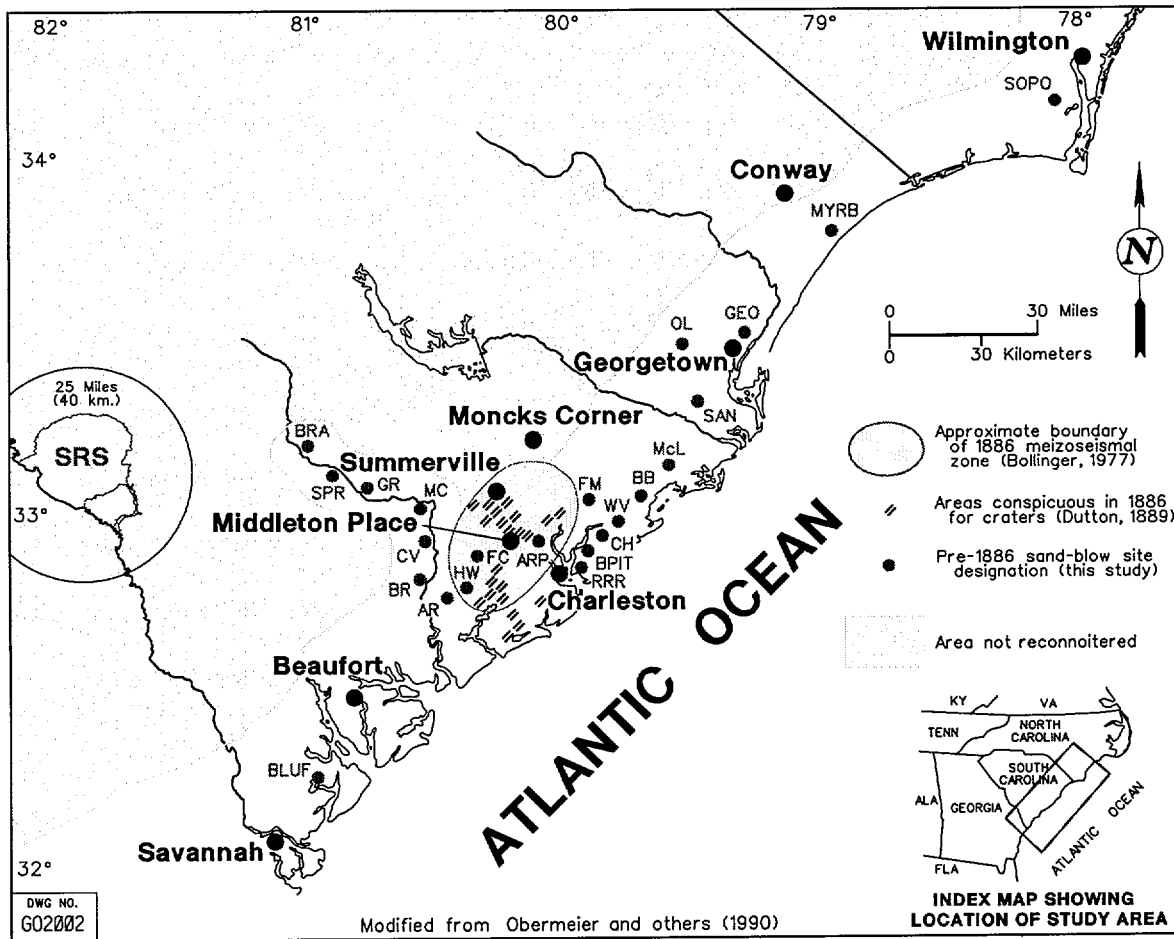 82° 81° 80° 79° 78°
Wilmington
SOPO
34°
Conway
MYRB
N
0 30 Miles
0 30 Kilometers
OL
GEO
Georgetown
SAN
25 Miles
(40 km.)
SRS
Moncks Corner
BRA
Summerville
SPR
GR
MC
McL
BB
FM
WV
33°
Middleton Place
CH
CV
FC
ARP
BPIT
HW
RRR
BR
AR
Charleston
Approximate boundary
of 1886 meizoseismal
zone (Bollinger, 1977)
Areas conspicuous in 1886
for craters (Dutton, 1889)
Pre-1886 sand-blow site
designation (this study)
Area not reconnoitered
Beaufort
ATLANTIC OCEAN
BLUF
Savannah
32°
KY
VA
TENN
NORTH
CAROLINA
SOUTH
CAROLINA
ALA
GEORGIA
FLA
ATLANTIC OCEAN
INDEX MAP SHOWING
LOCATION OF STUDY AREA
DWG NO.
G02002
Modified from Obermeier and others (1990)